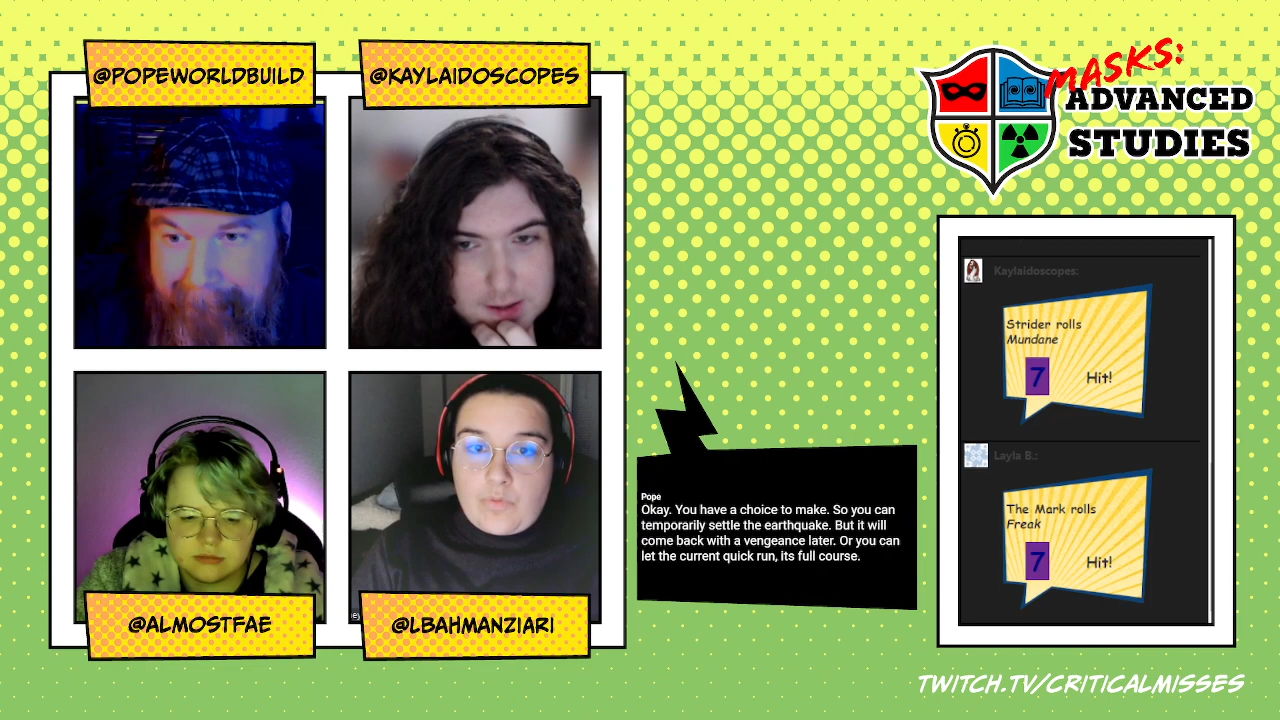 @POPEWORLDBUILD
@KAYLAIDOSCOPES
MASKS:
ADVANCED
STUDIES
Kaylaidoscopes:
Strider rolls
Mundane
7
Hit!
Layla B.:
The Mark rolls
Freak
7
Hit!
Pope
Okay. You have a choice to make. So you can
temporarily settle the earthquake. But it will
come back with a vengeance later. Or you can
let the current quick run, its full course.
@ALMOSTFAE
@LBAHMANZIARI
TWITCH.TV/CRITICALMISSES